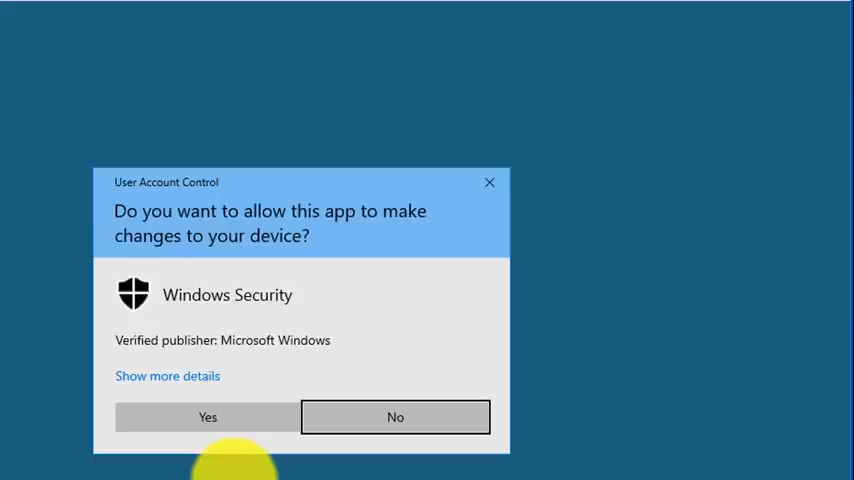 User Account Control
Do you want to allow this app to make
changes to your device?
Windows Security
Verified publisher: Microsoft Windows
Show more details
Yes
No